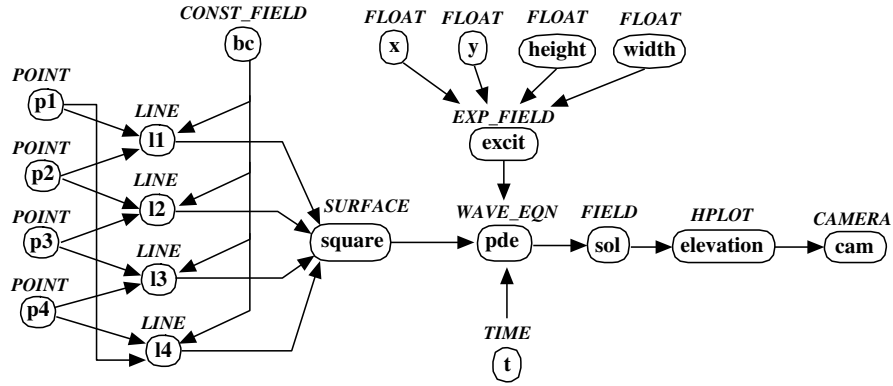 CONST_FIELD
bc
FLOAT FLOAT FLOAT FLOAT
x y height width
POINT
p1
LINE
l1
EXP_FIELD
excit
POINT
p2
LINE
l2
POINT
p3
LINE
l3
SURFACE
square
WAVE_EQN
pde
FIELD
sol
HPLOT
elevation
CAMERA
cam
POINT
p4
LINE
l4
TIME
t